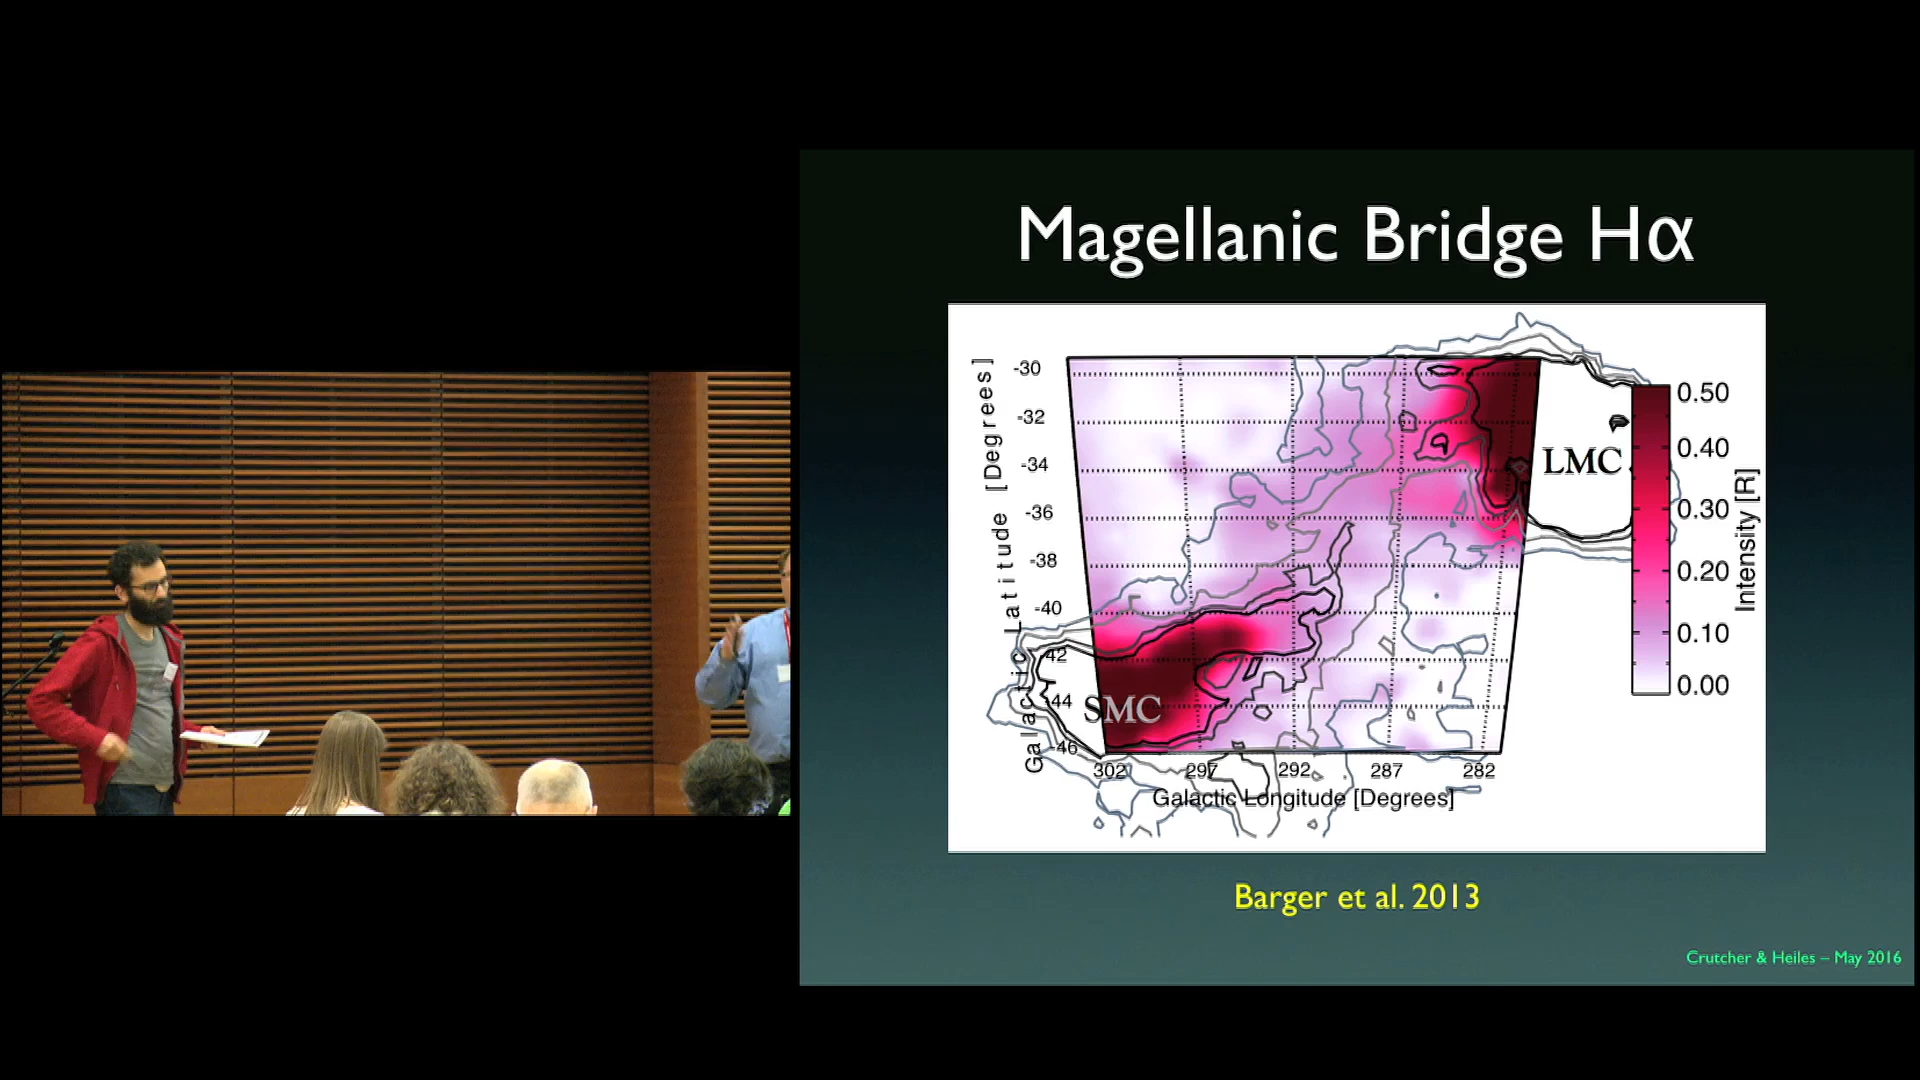 Magellanic Bridge Hα
Galactic Latitude [Degrees]
-30
-32
-34
-36
-38
-40
-42
-44
-46
302
297
292
287
282
Galactic Longitude [Degrees]
SMC
LMC
0.50
0.40
0.30
0.20
0.10
0.00
Intensity [R]
Barger et al. 2013
Crutcher & Heiles – May 2016